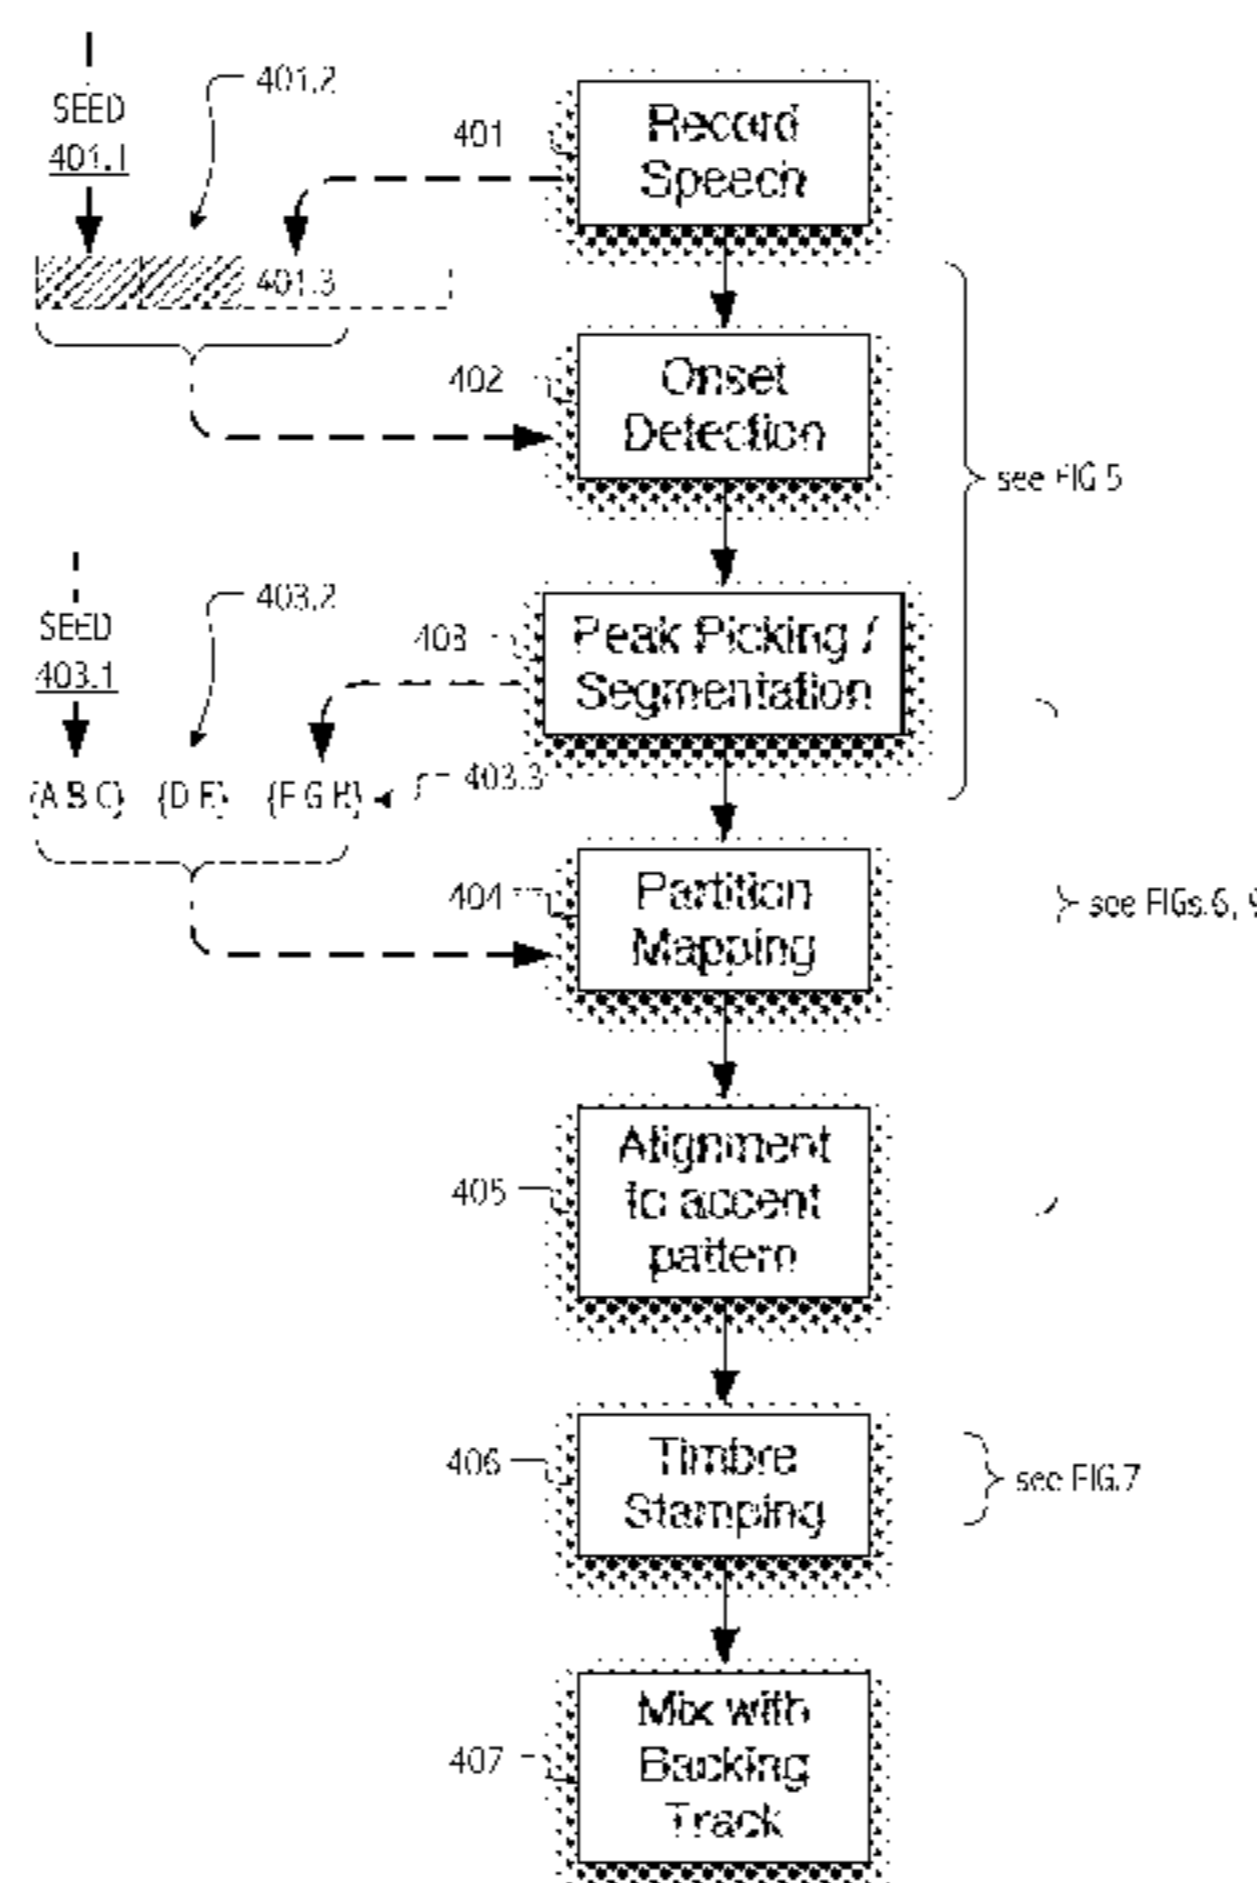 401.2
SEED
401.1
401
Record
Speech
401.3
402
Onset
Detection
see FIG 5
403.2
SEED
403.1
403
Peak Picking /
Segmentation
{A B C} {D E} {F G H}
403.3
404
Partition
Mapping
see FIGs.6, 9
405
Alignment
to accent
pattern
406
Timbre
Stamping
see FIG.7
407
Mix with
Backing
Track